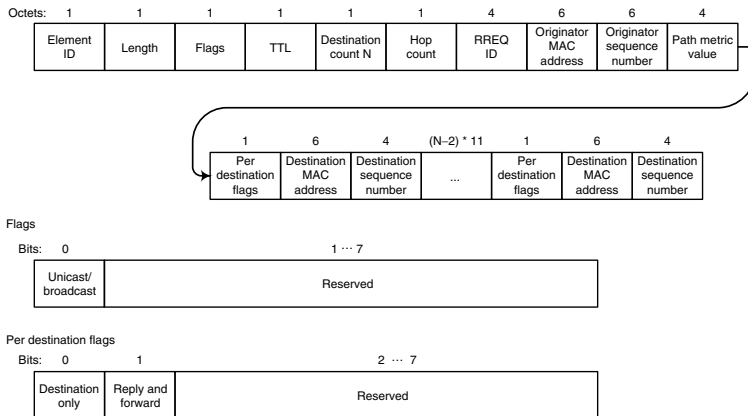 Octets: 1 1 1 1 1 1 4 6 6 4
Element ID
Length
Flags
TTL
Destination count N
Hop count
RREQ ID
Originator MAC address
Originator sequence number
Path metric value
1 6 4 (N–2) * 11 1 6 4
Per destination flags
Destination MAC address
Destination sequence number
...
Per destination flags
Destination MAC address
Destination sequence number
Flags
Bits: 0 1 ··· 7
Unicast/ broadcast
Reserved
Per destination flags
Bits: 0 1 2 ··· 7
Destination only
Reply and forward
Reserved